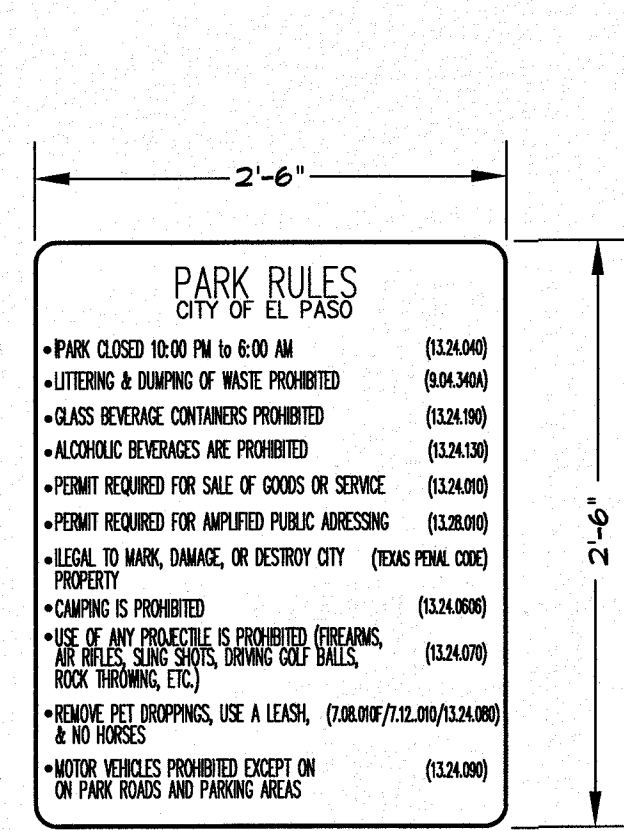 2'-6"
PARK RULES
CITY OF EL PASO
•PARK CLOSED 10:00 PM to 6:00 AM (13.24.040)
•LITTERING & DUMPING OF WASTE PROHIBITED (9.04.340A)
•GLASS BEVERAGE CONTAINERS PROHIBITED (13.24.190)
•ALCOHOLIC BEVERAGES ARE PROHIBITED (13.24.130)
•PERMIT REQUIRED FOR SALE OF GOODS OR SERVICE (13.24.010)
•PERMIT REQUIRED FOR AMPLIFIED PUBLIC ADRESSING (13.28.010)
•ILEGAL TO MARK, DAMAGE, OR DESTROY CITY (TEXAS PENAL CODE)
PROPERTY
•CAMPING IS PROHIBITED (13.24.0606)
•USE OF ANY PROJECTILE IS PROHIBITED (FIREARMS,
AIR RIFLES, SLING SHOTS, DRIVING GOLF BALLS, (13.24.070)
ROCK THROWING, ETC.)
•REMOVE PET DROPPINGS, USE A LEASH, (7.08.010F/7.12..010/13.24.080)
& NO HORSES
•MOTOR VEHICLES PROHIBITED EXCEPT ON (13.24.090)
ON PARK ROADS AND PARKING AREAS
2'-6"